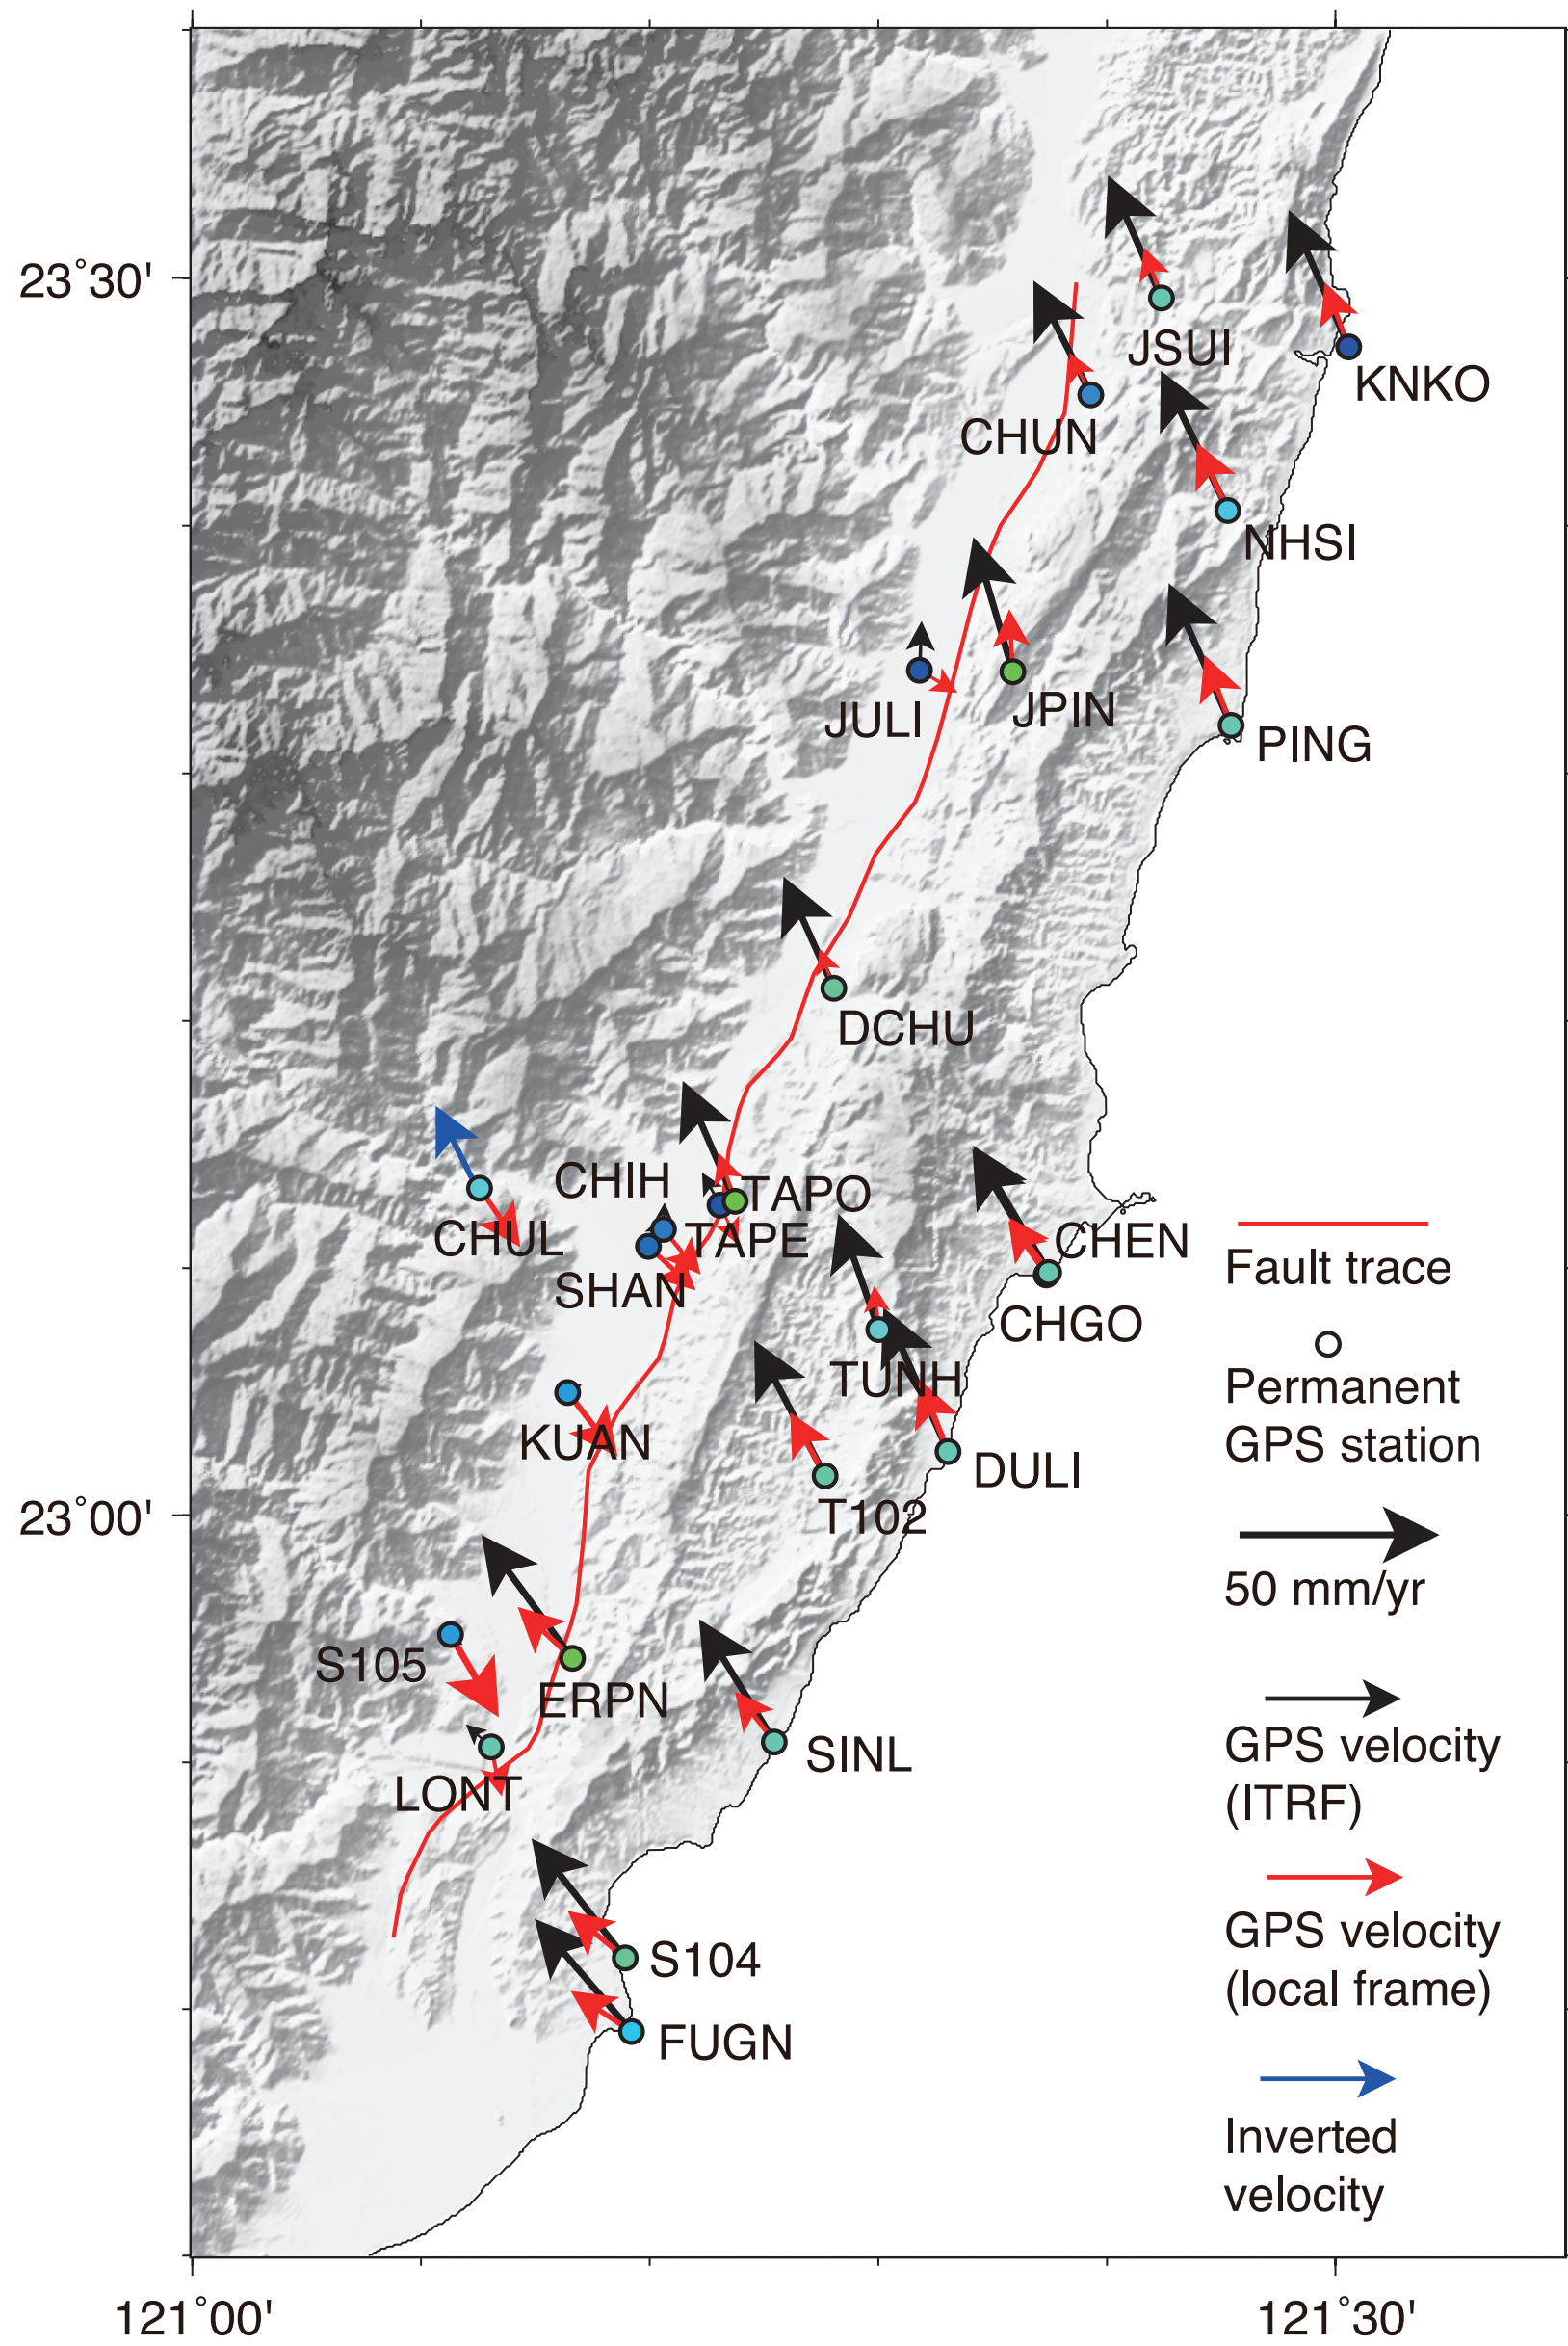 23°30'
JSUI
KNKO
CHUN
NHSI
JULI
JPIN
PING
DCHU
CHIH
TAPO
CHUL
TAPE
CHEN
SHAN
CHGO
TUNH
KUAN
DULI
T102
23°00'
S105
ERPN
SINL
LONT
S104
FUGN
Fault trace
Permanent
GPS station
50 mm/yr
GPS velocity
(ITRF)
GPS velocity
(local frame)
Inverted
velocity
121°00'
121°30'